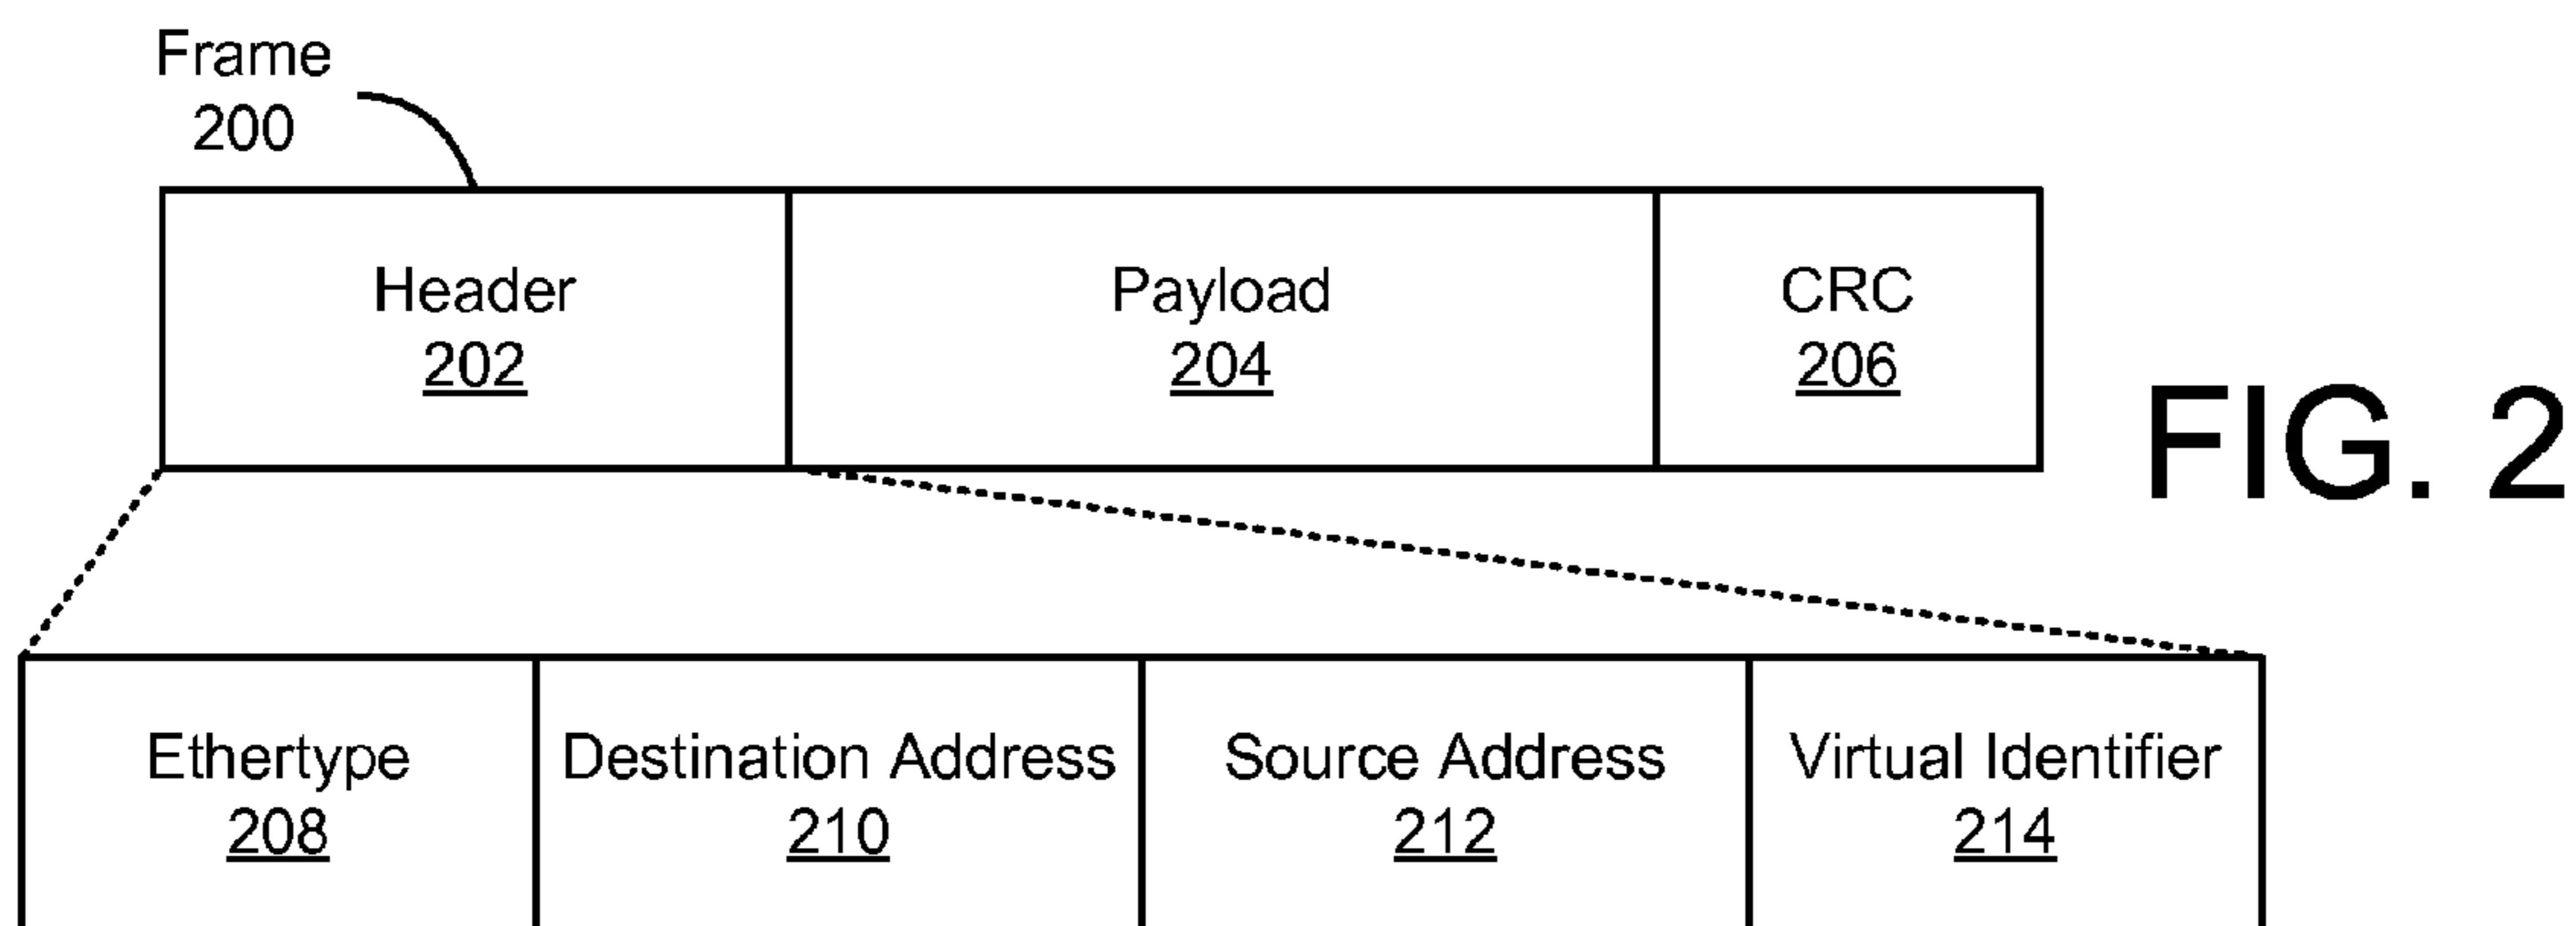 Frame
200
Header
202
Payload
204
CRC
206
FIG. 2
Ethertype
208
Destination Address
210
Source Address
212
Virtual Identifier
214